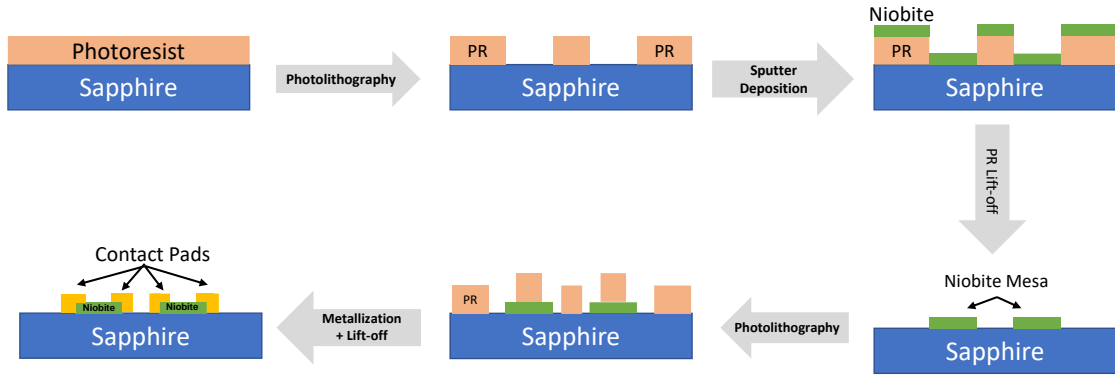 Photoresist
Sapphire
Photolithography
PR
PR
Sapphire
Sputter
Deposition
Niobite
PR
Sapphire
PR Lift-off
Niobite Mesa
Sapphire
Photolithography
PR
Sapphire
Metallization
+ Lift-off
Contact Pads
Niobite
Niobite
Sapphire